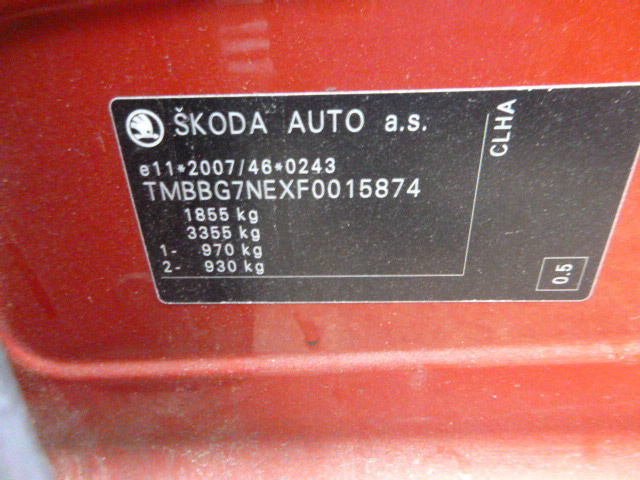 ŠKODA AUTO a.s.
e11*2007/46*0243
TMBBG7NEXF0015874
1855 kg
3355 kg
1- 970 kg
2- 930 kg
CLHA
0.5